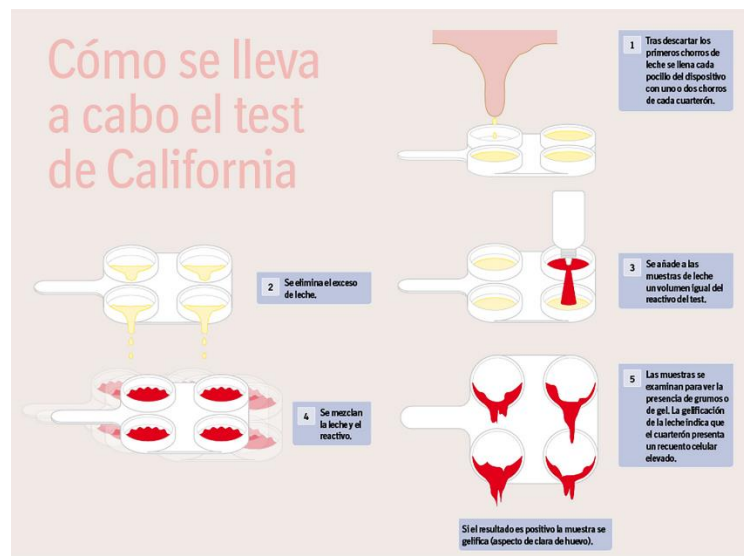 Cómo se lleva
a cabo el test
de California
1
Tras descartar los
primeros chorros de
leche se llena cada
pocillo del dispositivo
con uno o dos chorros
de cada cuarterón.
2
Se elimina el exceso
de leche.
3
Se añade a las
muestras de leche
un volumen igual del
reactivo del test.
4
Se mezclan
la leche y el
reactivo.
5
Las muestras se
examinan para ver la
presencia de grumos o
de gel. La gelificación
de la leche indica que
el cuarterón presenta
un recuento celular
elevado.
Si el resultado es positivo la muestra se
gelifica (aspecto de clara de huevo).